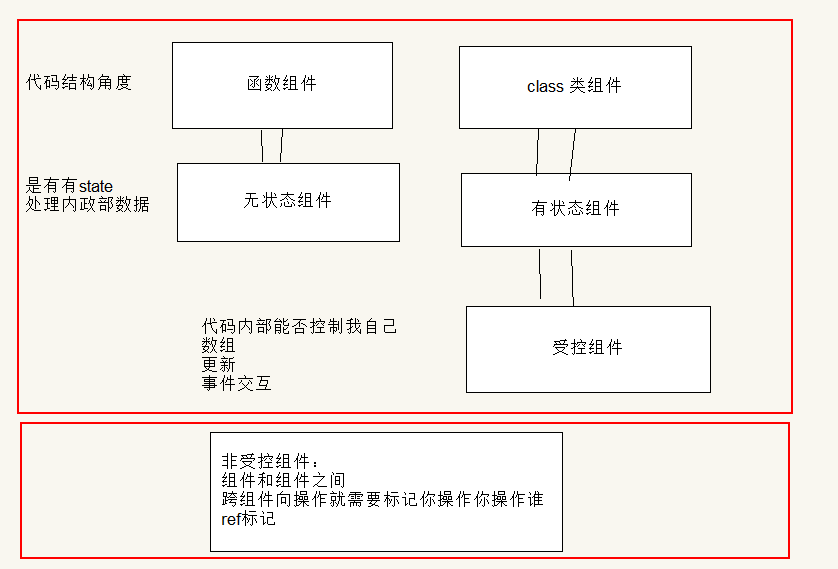 代码结构角度
函数组件
class 类组件
是有有state
处理内政部数据
无状态组件
有状态组件
代码内部能否控制我自己
数组
更新
事件交互
受控组件
非受控组件：
组件和组件之间
跨组件向操作就需要标记你操作你操作谁
ref标记